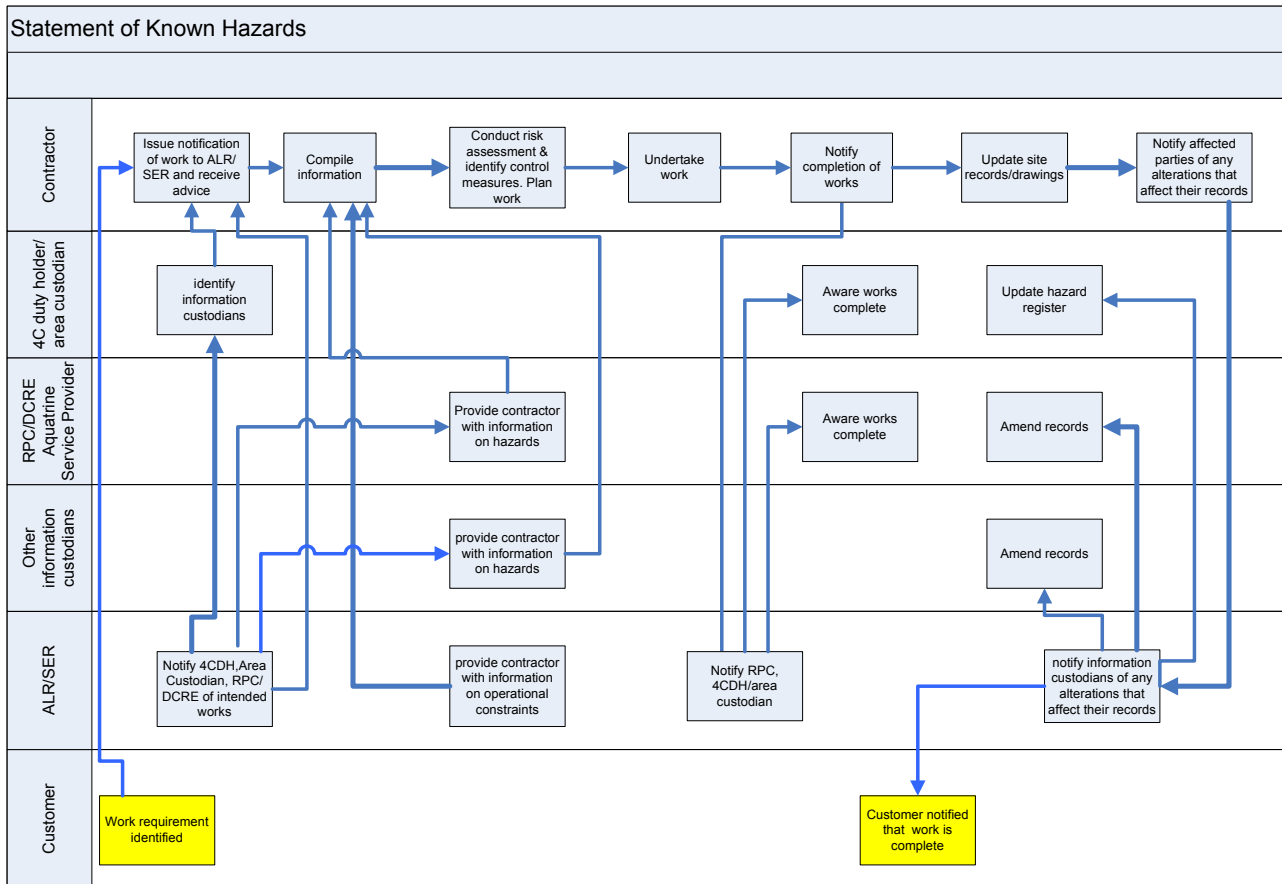 Statement of Known Hazards
Contractor
Issue notification
of work to ALR/
SER and receive
advice
Compile
information
Conduct risk
assessment &
identify control
measures. Plan
work
Undertake
work
Notify
completion of
works
Update site
records/drawings
Notify affected
parties of any
alterations that
affect their records
4C duty holder/
area custodian
identify
information
custodians
Aware works
complete
Update hazard
register
RPC/DCRE
Aquatrine
Service Provider
Provide contractor
with information
on hazards
Aware works
complete
Amend records
Other
information
custodians
provide contractor
with information
on hazards
Amend records
ALR/SER
Notify 4CDH,Area
Custodian, RPC/
DCRE of intended
works
provide contractor
with information
on operational
constraints
Notify RPC,
4CDH/area
custodian
notify information
custodians of any
alterations that
affect their records
Customer
Work requirement
identified
Customer notified
that work is
complete